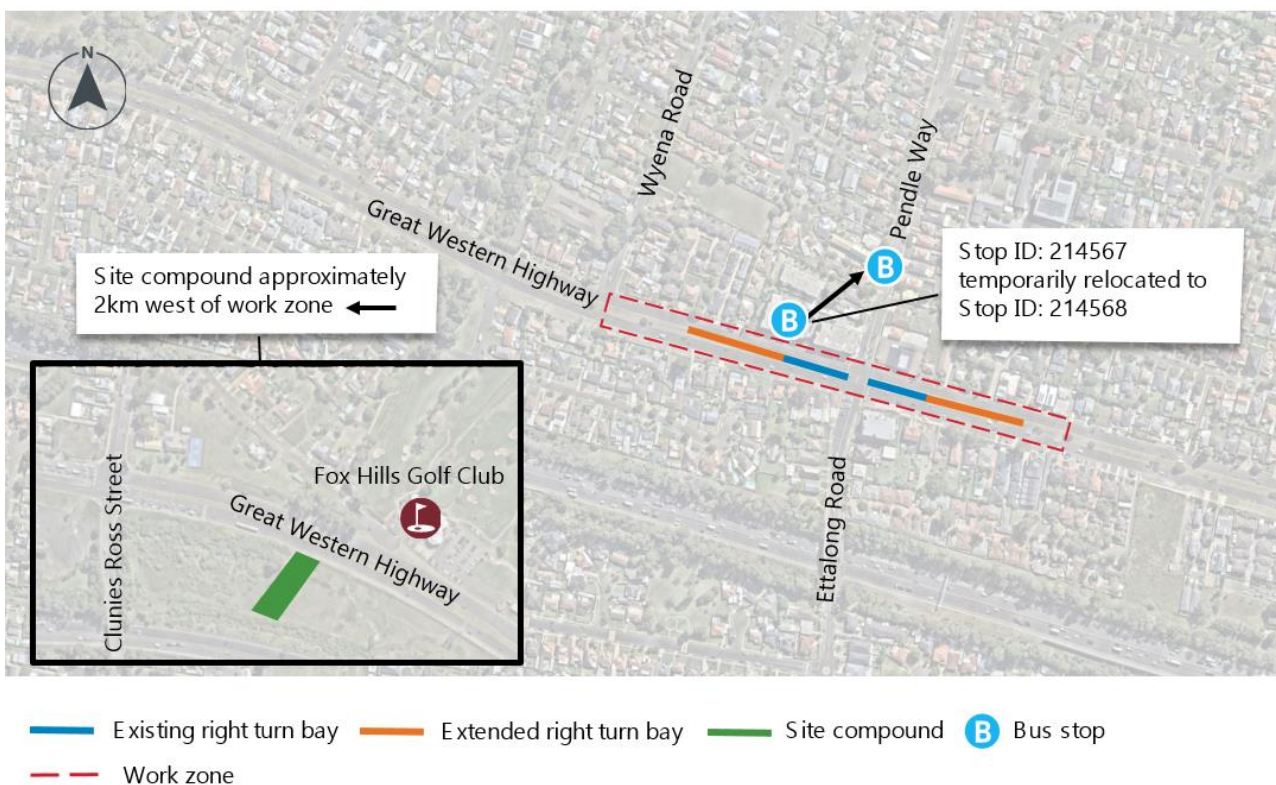 N
Wyena Road
Pendle Way
Great Western Highway
B
B
Stop ID: 214567
temporarily relocated to
Stop ID: 214568
Site compound approximately
2km west of work zone
Clunies Ross Street
Fox Hills Golf Club
Great Western Highway
Ettalong Road
Existing right turn bay
Extended right turn bay
Site compound
B Bus stop
Work zone